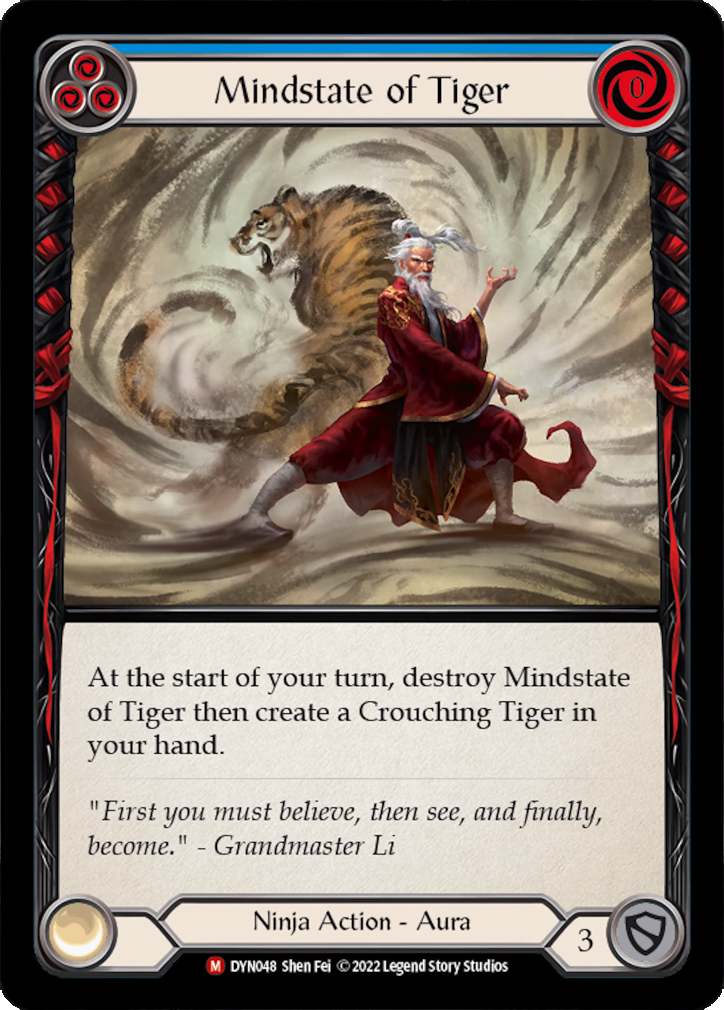 Mindstate of Tiger
0
At the start of your turn, destroy Mindstate
of Tiger then create a Crouching Tiger in
your hand.
"First you must believe, then see, and finally,
become." - Grandmaster Li
Ninja Action - Aura
3
M DYN048 Shen Fei © 2022 Legend Story Studios